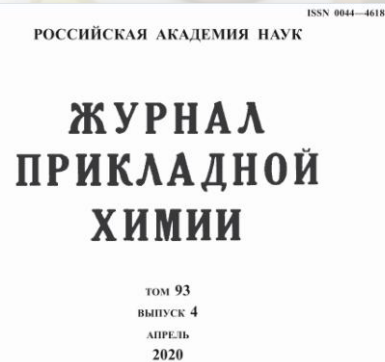 ISSN 0044—4618
РОССИЙСКАЯ АКАДЕМИЯ НАУК
ЖУРНАЛ
ПРИКЛАДНОЙ
ХИМИИ
ТОМ 93
ВЫПУСК 4
АПРЕЛЬ
2020